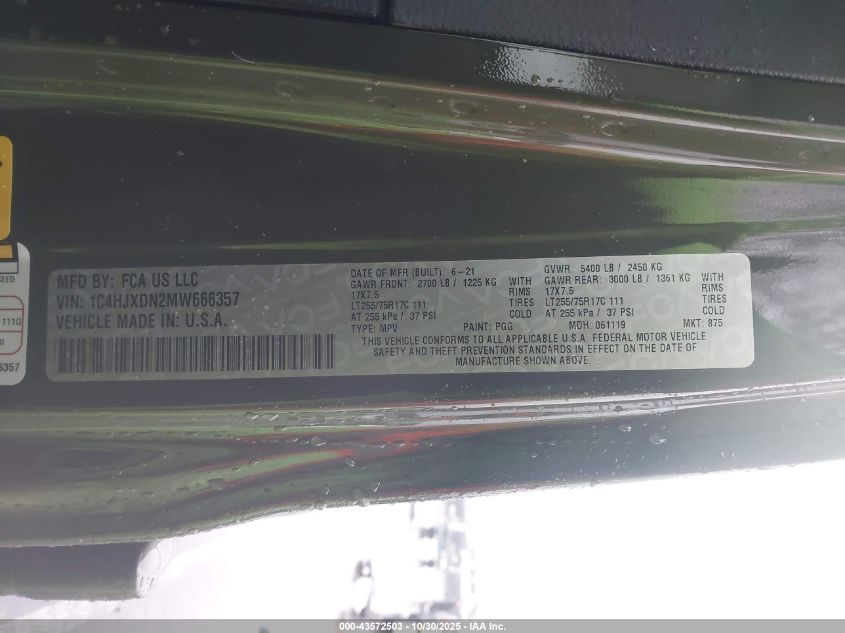 MFD BY: FCA US LLC
VIN: 1C4HJXDN2MW666357
VEHICLE MADE IN: U.S.A.
DATE OF MFR (BUILT): 6-21
GAWR FRONT: 2700 LB / 1225 KG WITH
17X7.5 RIMS
LT255/75R17C 111 TIRES
AT 255 kPa / 37 PSI COLD
GVWR: 5400 LB / 2450 KG
GAWR REAR: 3000 LB / 1361 KG WITH
17X7.5 RIMS
LT255/75R17C 111 TIRES
AT 255 kPa / 37 PSI COLD
TYPE: MPV PAINT: PGG MDH: 061119 MKT: 875
THIS VEHICLE CONFORMS TO ALL APPLICABLE U.S.A. FEDERAL MOTOR VEHICLE
SAFETY AND THEFT PREVENTION STANDARDS IN EFFECT ON THE DATE OF
MANUFACTURE SHOWN ABOVE.
111Q
6357
000-43572503 - 10/30/2025 - IAA Inc.